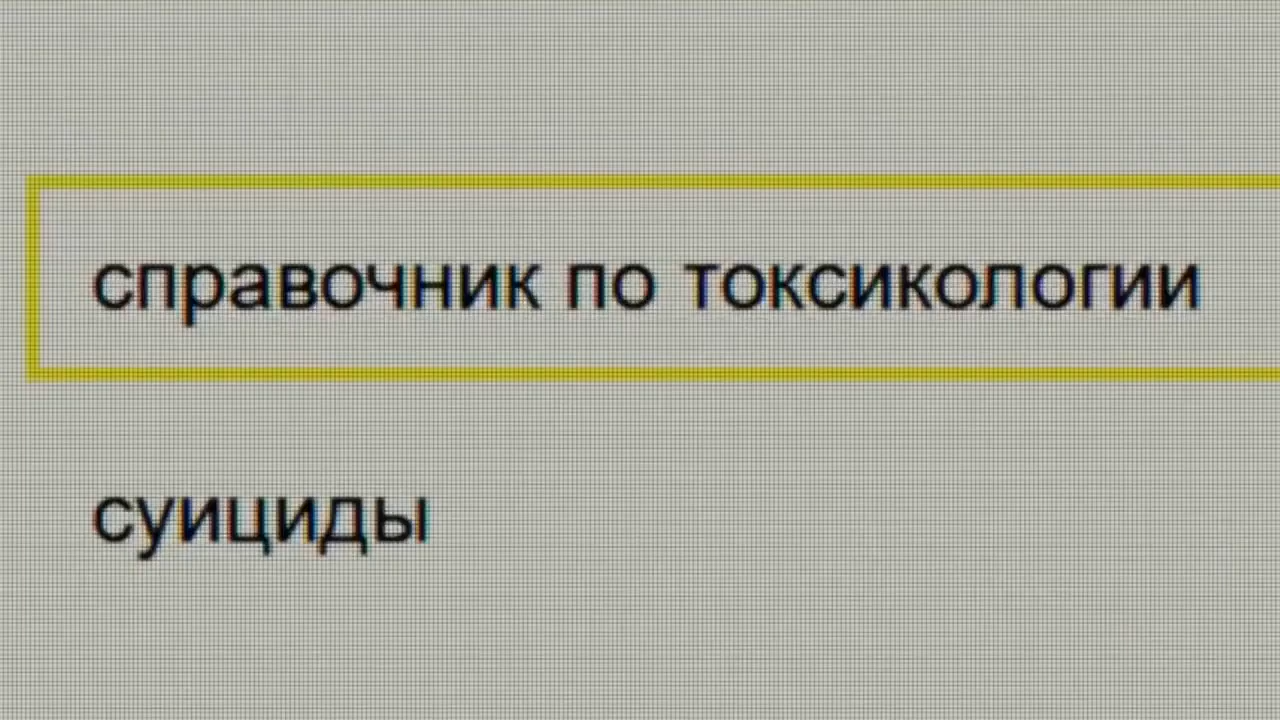 справочник по токсикологии
суициды